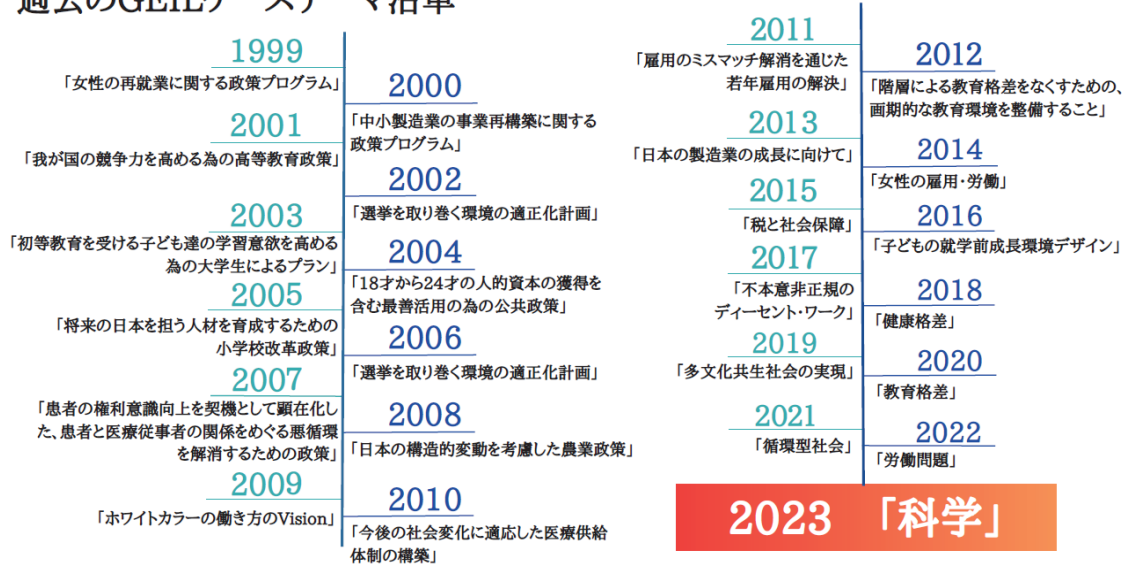 過去のGEILケーステーマ沿革
1999
「女性の再就業に関する政策プログラム」
2000
「中小製造業の事業再構築に関する
政策プログラム」
2001
「我が国の競争力を高める為の高等教育政策」
2002
「選挙を取り巻く環境の適正化計画」
2003
「初等教育を受ける子ども達の学習意欲を高める
為の大学生によるプラン」
2004
「18才から24才の人的資本の獲得を
含む最善活用の為の公共政策」
2005
「将来の日本を担う人材を育成するための
小学校改革政策」
2006
「選挙を取り巻く環境の適正化計画」
2007
「患者の権利意識向上を契機として顕在化し
た、患者と医療従事者の関係をめぐる悪循環
を解消するための政策」
2008
「日本の構造的変動を考慮した農業政策」
2009
「ホワイトカラーの働き方のVision」
2010
「今後の社会変化に適応した医療供給
体制の構築」
2011
「雇用のミスマッチ解消を通じた
若年雇用の解決」
2012
「階層による教育格差をなくすための、
画期的な教育環境を整備すること」
2013
「日本の製造業の成長に向けて」
2014
「女性の雇用・労働」
2015
「税と社会保障」
2016
「子どもの就学前成長環境デザイン」
2017
「不本意非正規の
ディーセント・ワーク」
2018
「健康格差」
2019
「多文化共生社会の実現」
2020
「教育格差」
2021
「循環型社会」
2022
「労働問題」
2023 「科学」